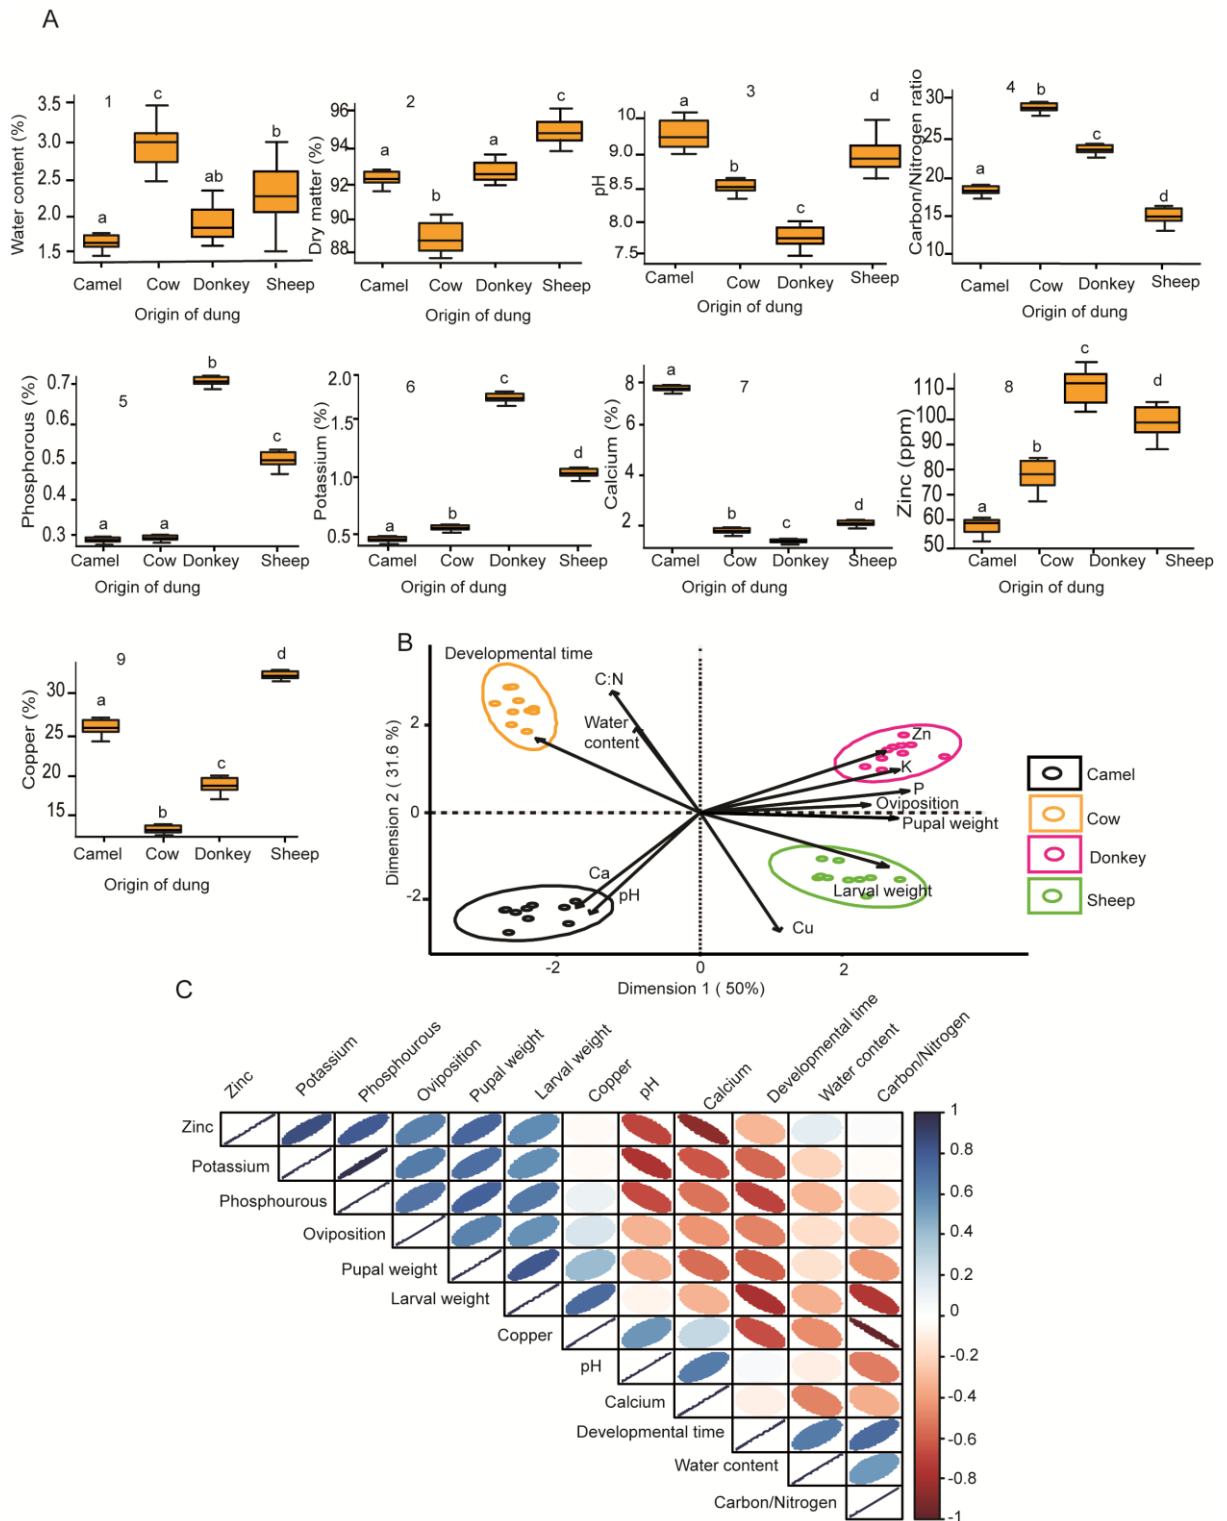 A
1
Water content (%)
3.5
3.0
2.5
2.0
1.5
a
c
ab
b
Camel Cow Donkey Sheep
Origin of dung
2
Dry matter (%)
96
94
92
90
88
a
b
a
c
Camel Cow Donkey Sheep
Origin of dung
3
pH
10
9.0
8.5
8.0
7.5
a
b
c
d
Camel Cow Donkey Sheep
Origin of dung
4
Carbon/Nitrogen ratio
30
25
20
15
10
a
b
c
d
Camel Cow Donkey Sheep
Origin of dung
5
Phosphorous (%)
0.7
0.6
0.5
0.4
0.3
a
a
b
c
Camel Cow Donkey Sheep
Origin of dung
6
Potassium (%)
2.0
1.5
1.0
0.5
a
b
c
d
Camel Cow Donkey Sheep
Origin of dung
7
Calcium (%)
8
6
4
2
a
b
c
d
Camel Cow Donkey Sheep
Origin of dung
8
Zinc (ppm)
110
100
90
80
70
60
50
a
b
c
d
Camel Cow Donkey Sheep
Origin of dung
9
Copper (%)
30
25
20
15
a
b
c
d
Camel Cow Donkey Sheep
Origin of dung
B
Developmental time
C:N
Water
content
Zn
K
P
Oviposition
Pupal weight
Larval weight
Cu
Ca
pH
Dimension 2 ( 31.6 %)
2
0
-2
-2 0 2
Dimension 1 ( 50%)
Camel
Cow
Donkey
Sheep
C
Zinc
Potassium
Phosphourous
Oviposition
Pupal weight
Larval weight
Copper
pH
Calcium
Developmental time
Water content
Carbon/Nitrogen
Zinc
Potassium
Phosphourous
Oviposition
Pupal weight
Larval weight
Copper
pH
Calcium
Developmental time
Water content
Carbon/Nitrogen
1
0.8
0.6
0.4
0.2
0
-0.2
-0.4
-0.6
-0.8
-1